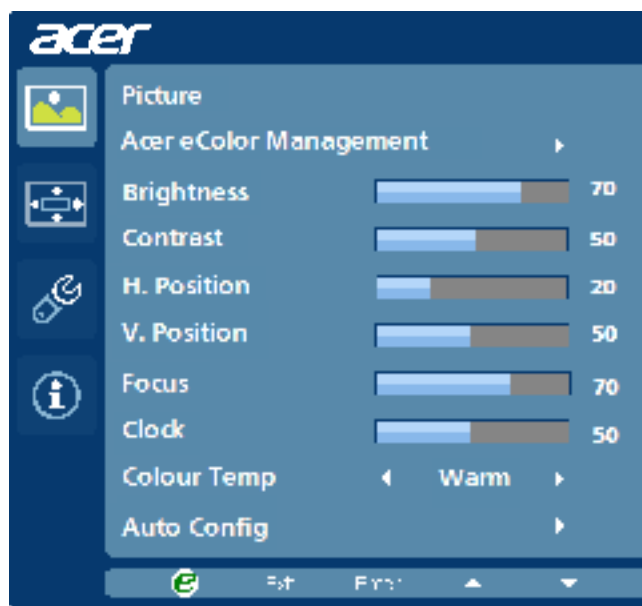 acer
Picture
Acer eColor Management
Brightness 70
Contrast 50
H. Position 20
V. Position 50
Focus 70
Clock 50
Colour Temp Warm
Auto Config